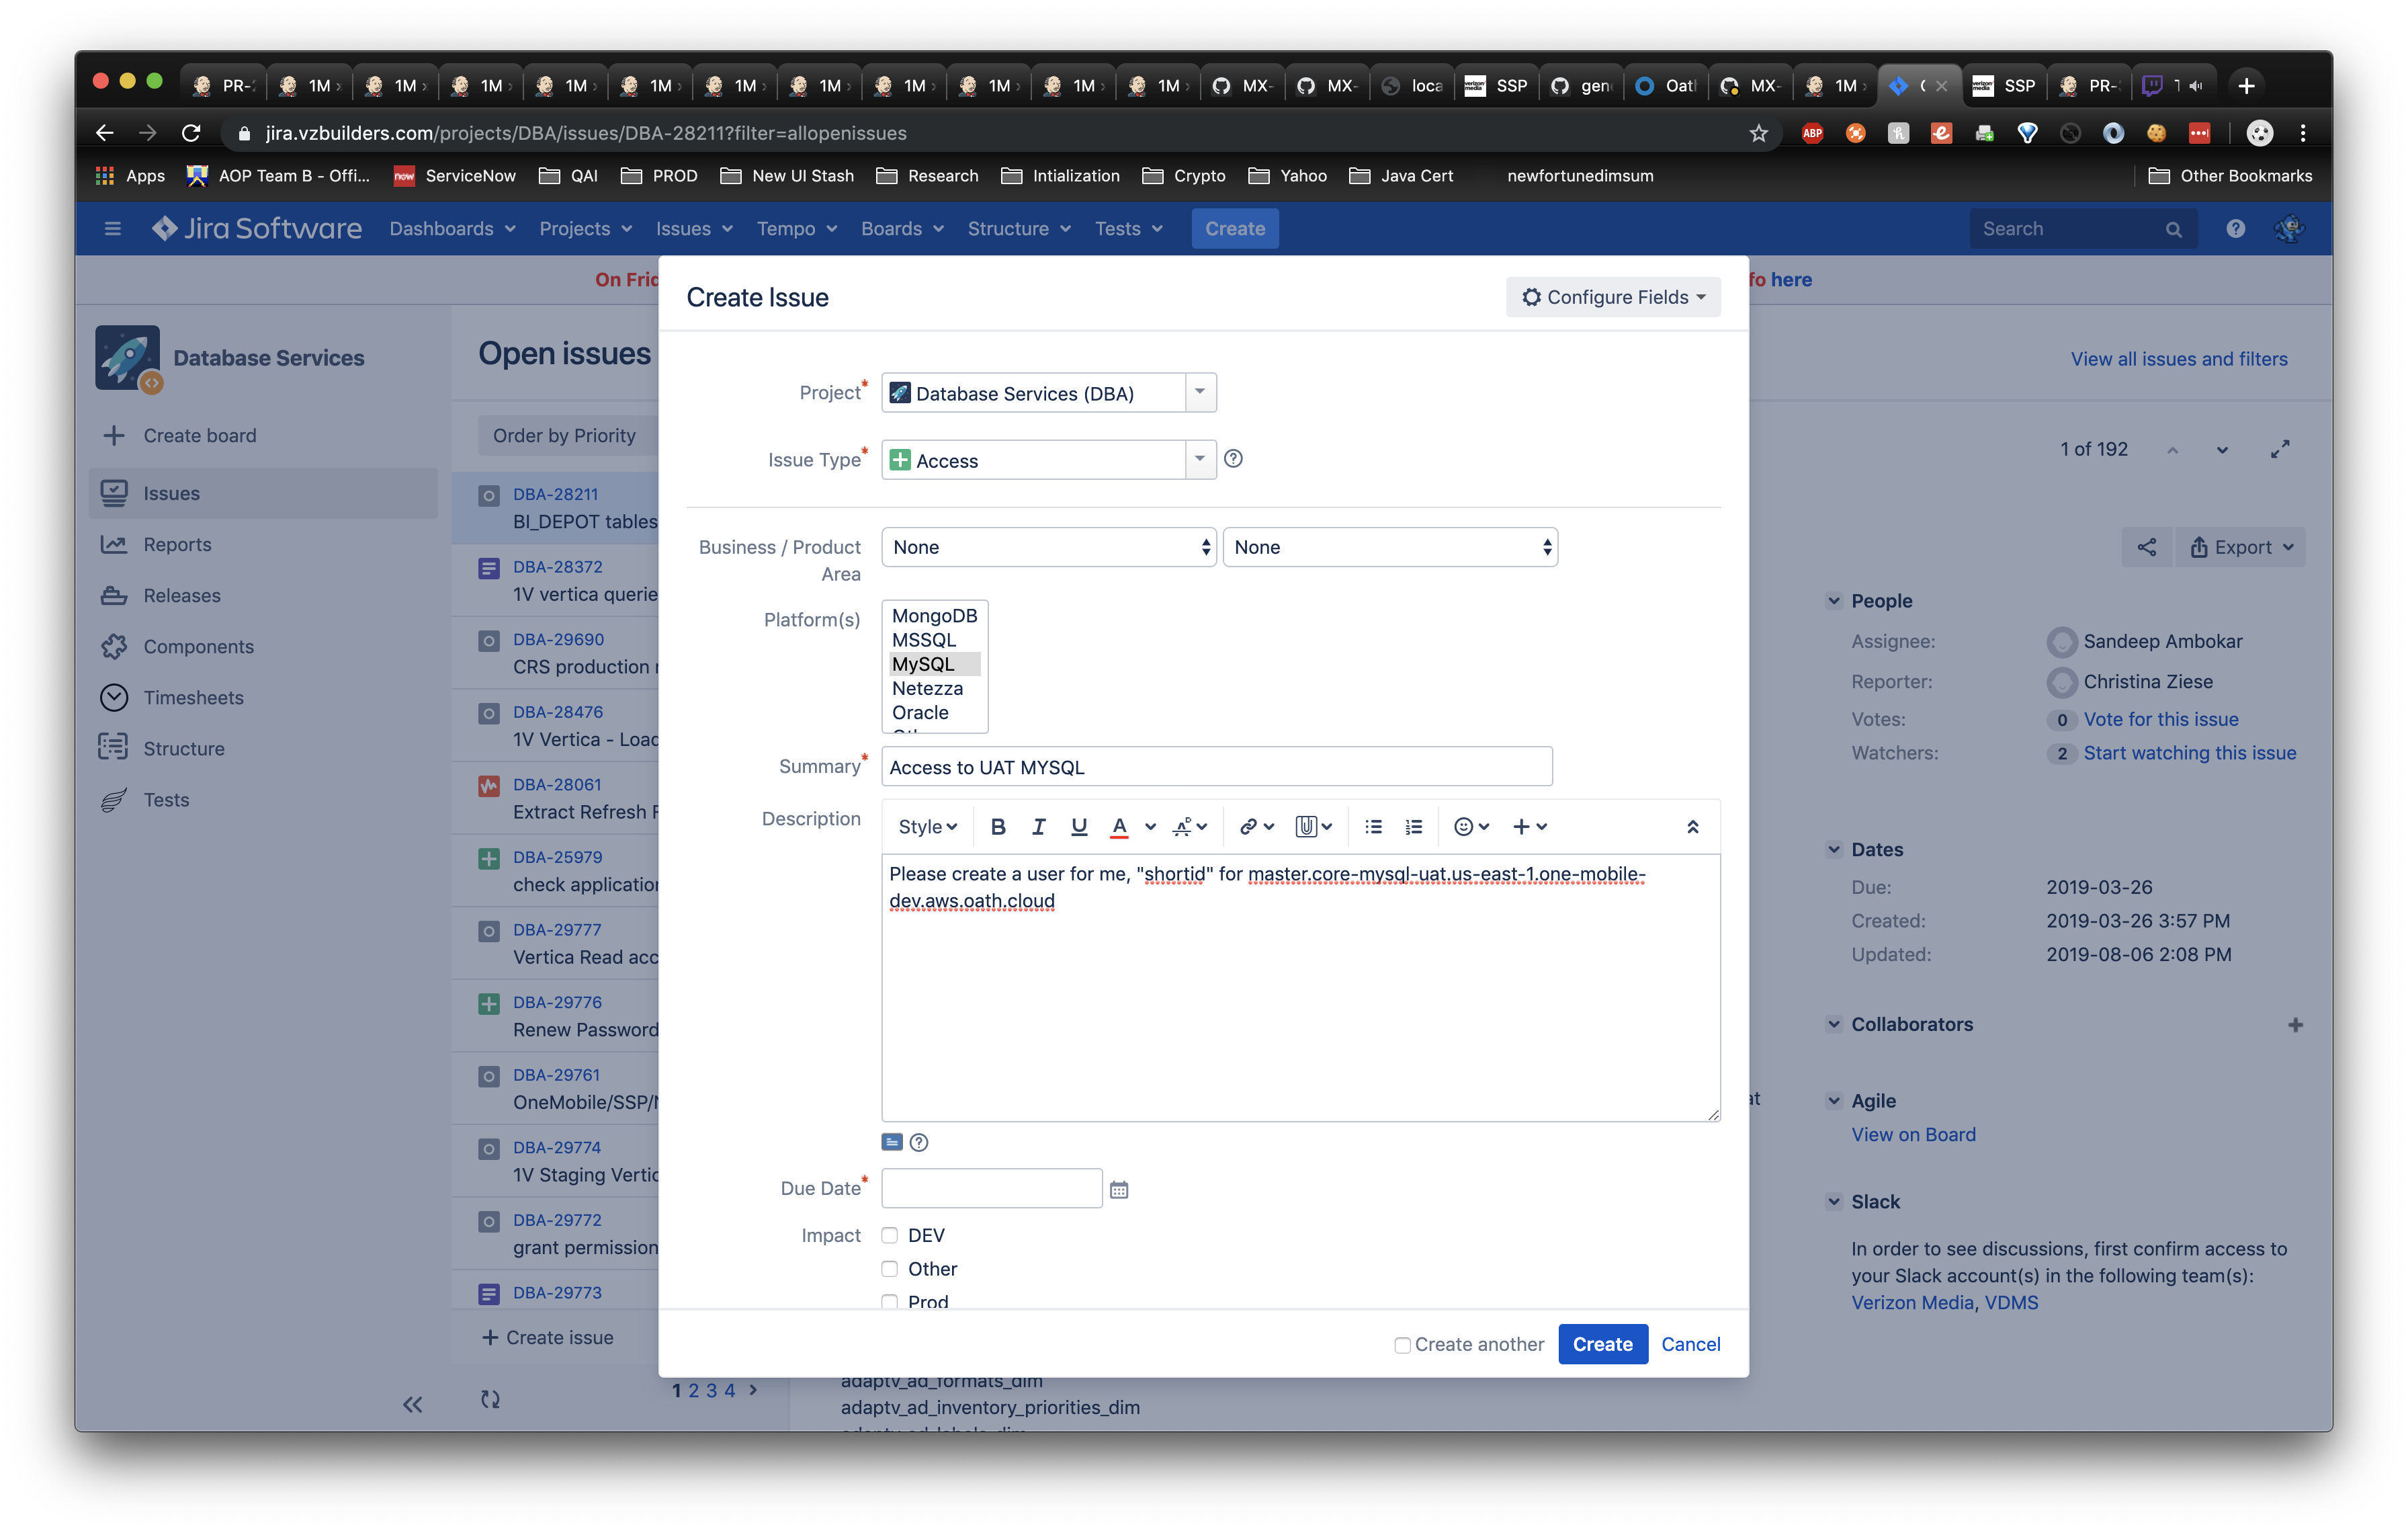 PR-
1M
1M
1M
1M
1M
1M
1M
1M
1M
1M
1M
MX-
MX-
loca
SSP
gen
Oath
MX-
1M
SSP
PR-
jira.vzbuilders.com/projects/DBA/issues/DBA-28211?filter=allopenissues
ABP
Apps
AOP Team B - Offi...
now
ServiceNow
QAI
PROD
New UI Stash
Research
Intialization
Crypto
Yahoo
Java Cert
newfortunedimsum
Other Bookmarks
Jira Software
Dashboards
Projects
Issues
Tempo
Boards
Structure
Tests
Create
Search
On Frid
fo here
Create Issue
Configure Fields
Database Services
Open issues
View all issues and filters
Create board
Order by Priority
1 of 192
Issues
Reports
Releases
Components
Timesheets
Structure
Tests
DBA-28211
BI_DEPOT tables
DBA-28372
1V vertica querie
DBA-29690
CRS production r
DBA-28476
1V Vertica - Load
DBA-28061
Extract Refresh F
DBA-25979
check application
DBA-29777
Vertica Read acc
DBA-29776
Renew Password
DBA-29761
OneMobile/SSP/M
DBA-29774
1V Staging Vertic
DBA-29772
grant permission
DBA-29773
+ Create issue
1 2 3 4 >
Project*
Database Services (DBA)
Issue Type*
Access
Business / Product
Area
None
None
Platform(s)
MongoDB
MSSQL
MySQL
Netezza
Oracle
Summary*
Access to UAT MYSQL
Description
Style
B
I
U
A
Please create a user for me, "shortid" for master.core-mysql-uat.us-east-1.one-mobile-
dev.aws.oath.cloud
Due Date*
Impact
DEV
Other
Prod
Create another
Create
Cancel
adaptv_ad_formats_dim
adaptv_ad_inventory_priorities_dim
adaptv_ad_labels_dim
at
Export
People
Assignee:
Sandeep Ambokar
Reporter:
Christina Ziese
Votes:
0 Vote for this issue
Watchers:
2 Start watching this issue
Dates
Due:
2019-03-26
Created:
2019-03-26 3:57 PM
Updated:
2019-08-06 2:08 PM
Collaborators
Agile
View on Board
Slack
In order to see discussions, first confirm access to
your Slack account(s) in the following team(s):
Verizon Media, VDMS